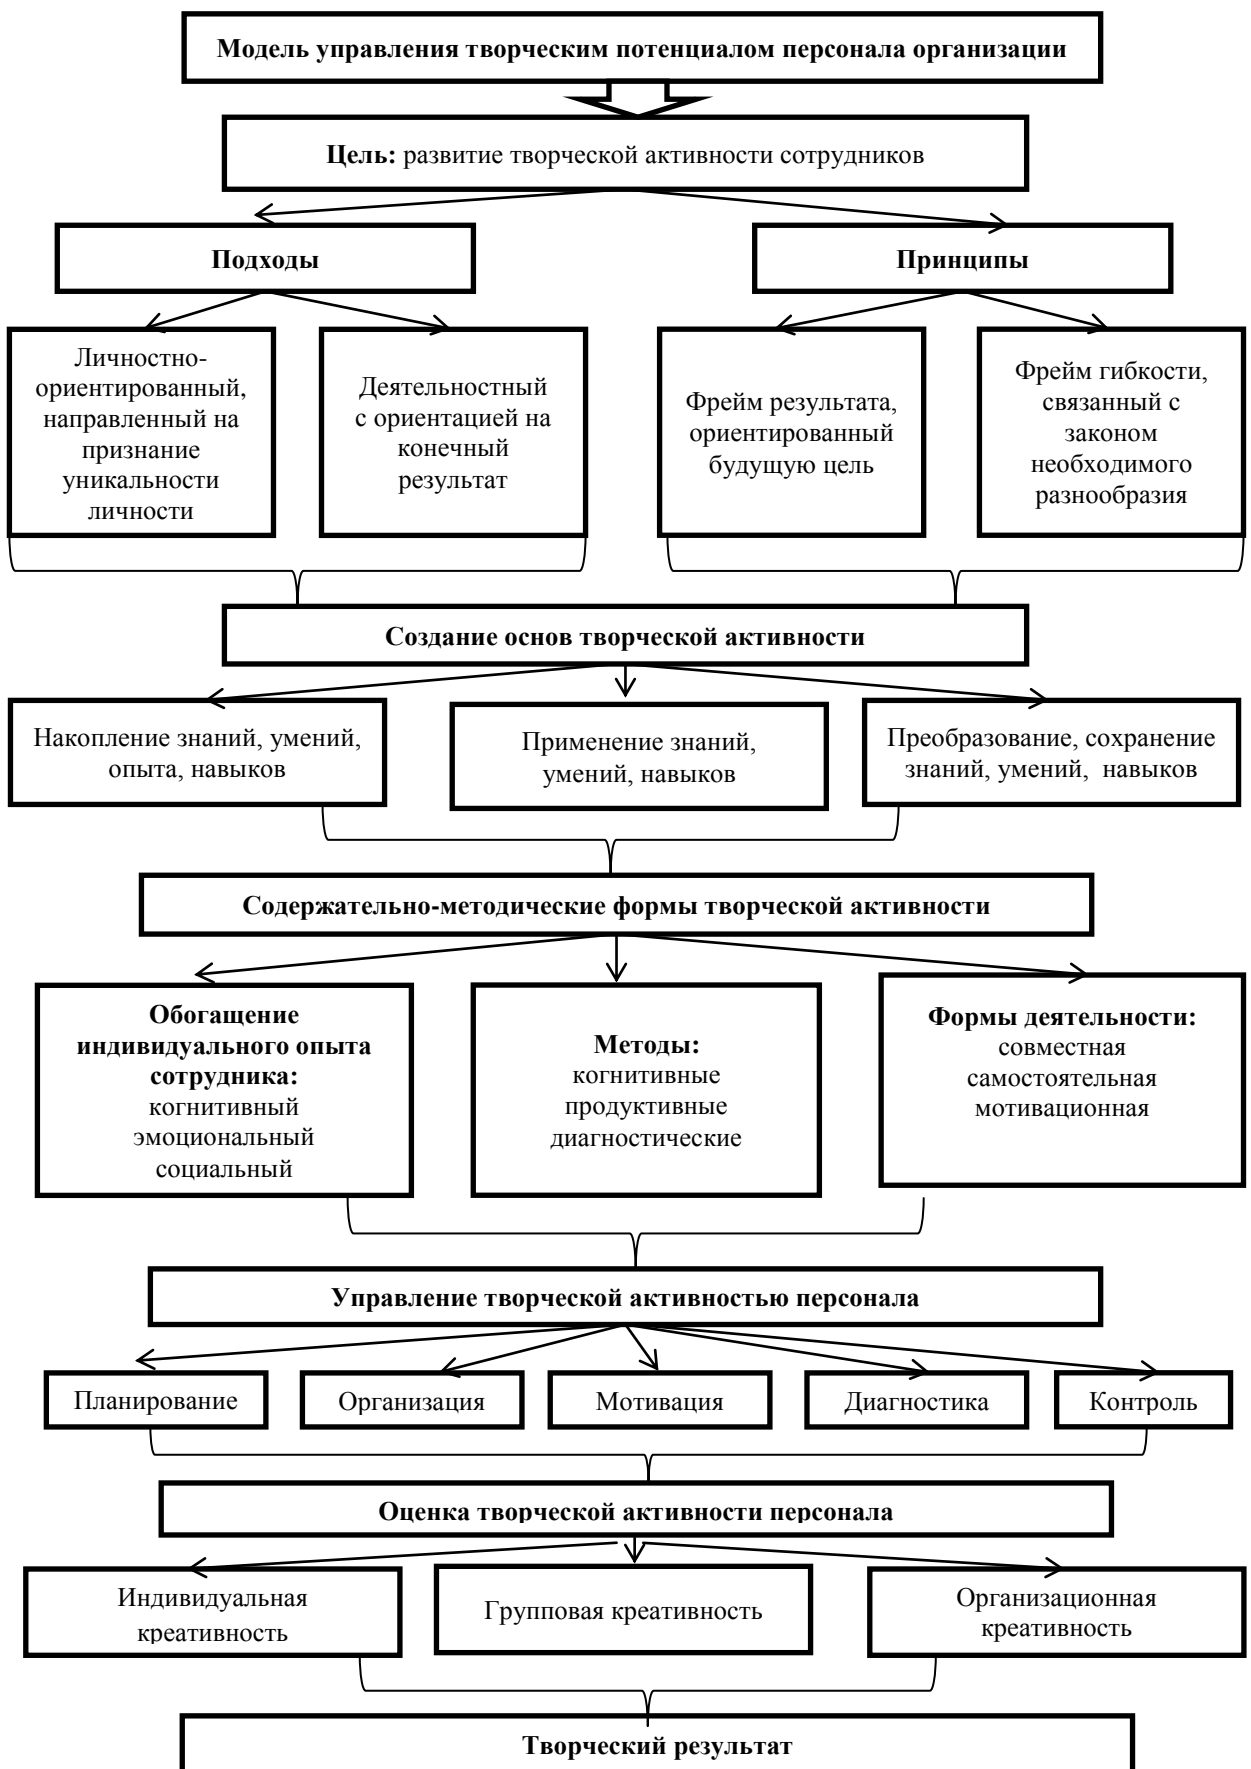 Модель управления творческим потенциалом персонала организации
Цель: развитие творческой активности сотрудников
Подходы
Принципы
Личностно-
ориентированный,
направленный на
признание
уникальности
личности
Деятельностный
с ориентацией на
конечный
результат
Фрейм результата,
ориентированный
будущую цель
Фрейм гибкости,
связанный с
законом
необходимого
разнообразия
Создание основ творческой активности
Накопление знаний, умений,
опыта, навыков
Применение знаний,
умений, навыков
Преобразование, сохранение
знаний, умений, навыков
Содержательно-методические формы творческой активности
Обогащение
индивидуального опыта
сотрудника:
когнитивный
эмоциональный
социальный
Методы:
когнитивные
продуктивные
диагностические
Формы деятельности:
совместная
самостоятельная
мотивационная
Управление творческой активностью персонала
Планирование
Организация
Мотивация
Диагностика
Контроль
Оценка творческой активности персонала
Индивидуальная
креативность
Групповая креативность
Организационная
креативность
Творческий результат